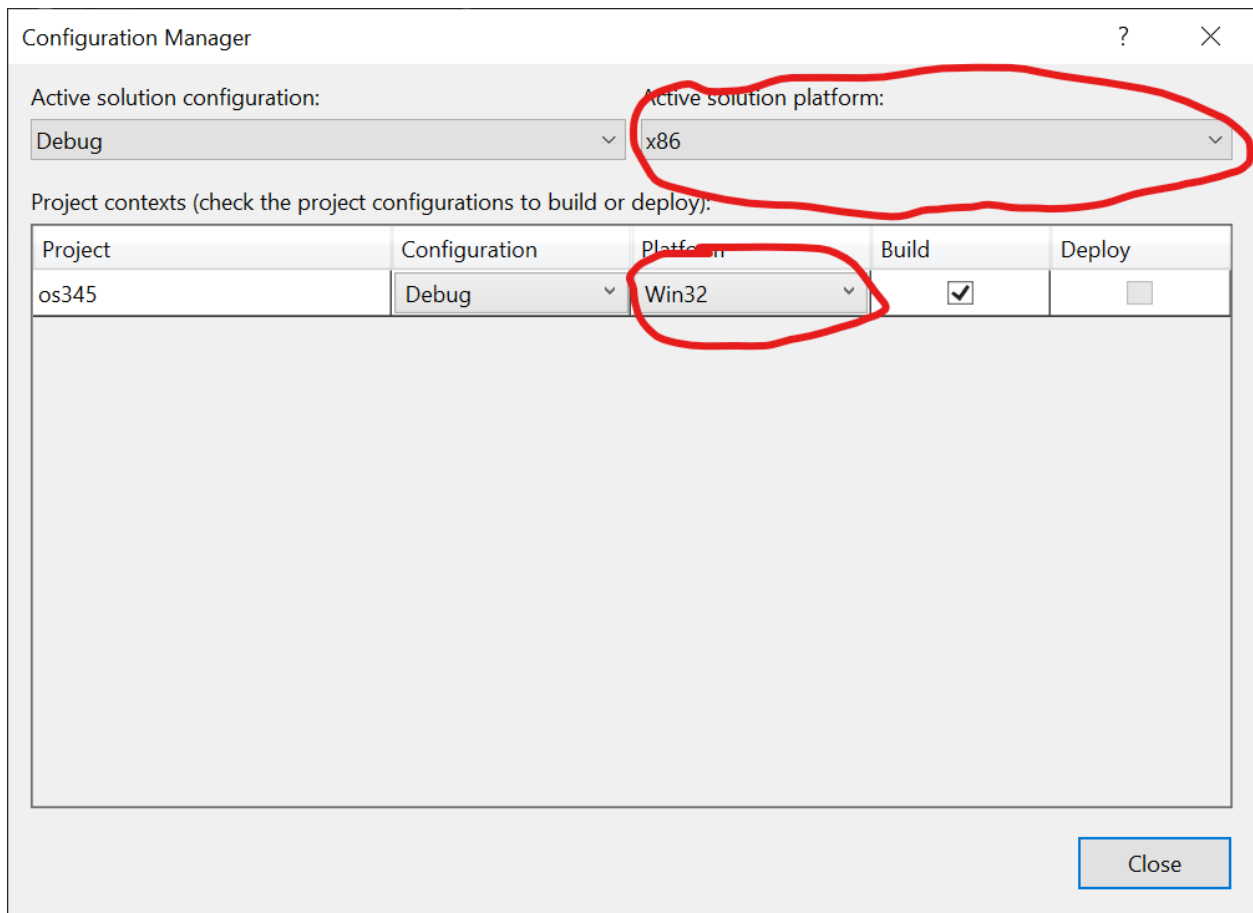 Configuration Manager ?
Active solution configuration: Active solution platform:
Debug x86
Project contexts (check the project configurations to build or deploy):
Project Configuration Platform Build Deploy
os345 Debug Win32
Close